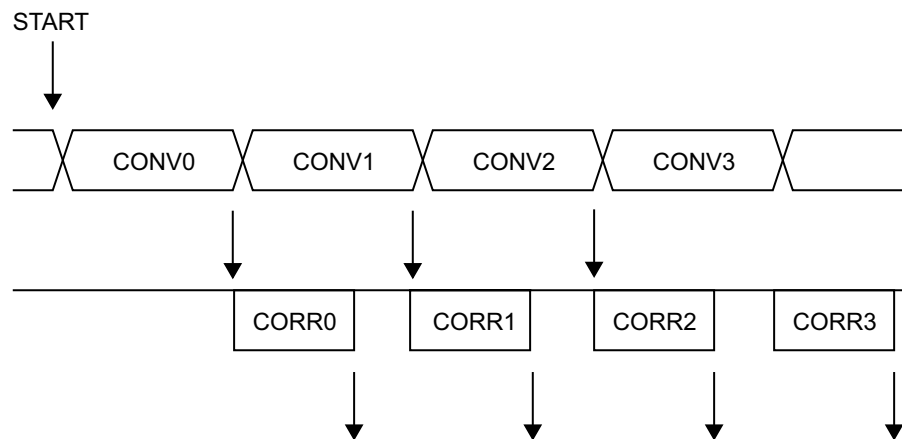 START
CONV0 CONV1 CONV2 CONV3
CORR0 CORR1 CORR2 CORR3